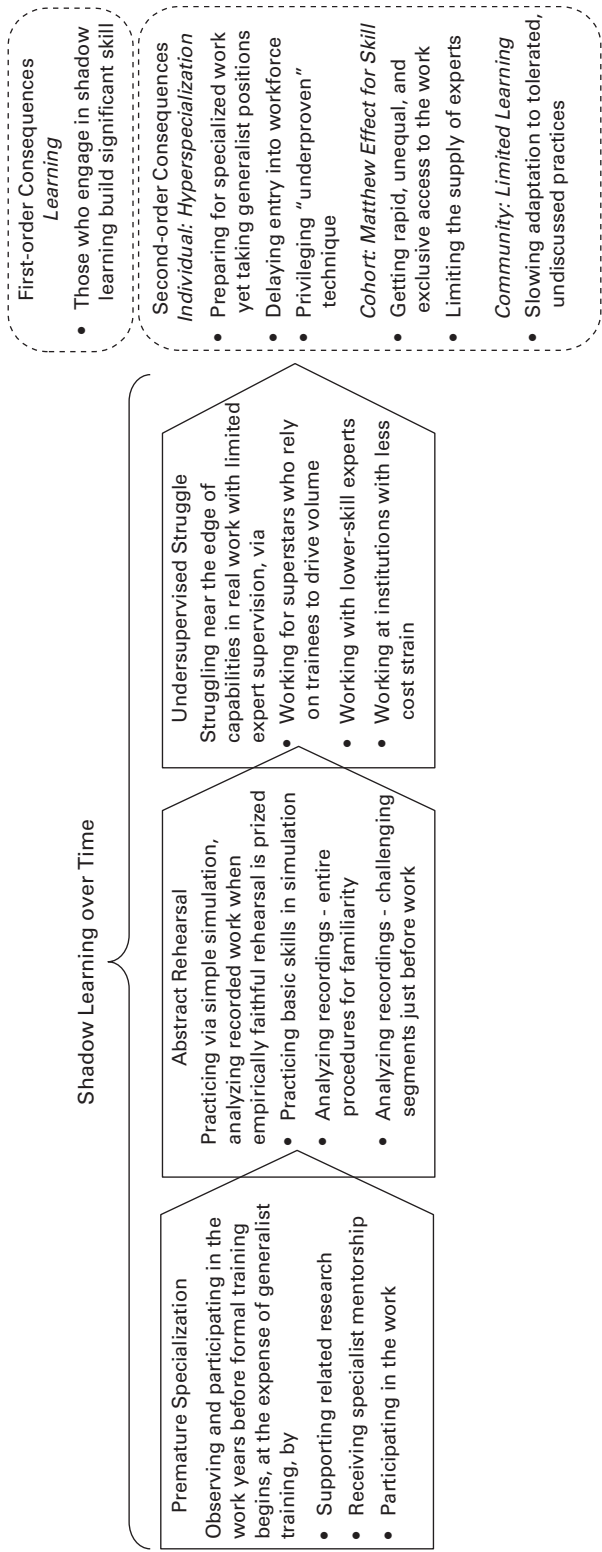 Shadow Learning over Time
Premature Specialization
Observing and participating in the
work years before formal training
begins, at the expense of generalist
training, by
• Supporting related research
• Receiving specialist mentorship
• Participating in the work
Abstract Rehearsal
Practicing via simple simulation,
analyzing recorded work when
empirically faithful rehearsal is prized
• Practicing basic skills in simulation
• Analyzing recordings - entire
procedures for familiarity
• Analyzing recordings - challenging
segments just before work
Undersupervised Struggle
Struggling near the edge of
capabilities in real work with limited
expert supervision, via
• Working for superstars who rely
on trainees to drive volume
• Working with lower-skill experts
• Working at institutions with less
cost strain
First-order Consequences
Learning
• Those who engage in shadow
learning build significant skill
Second-order Consequences
Individual: Hyperspecialization
• Preparing for specialized work
yet taking generalist positions
• Delaying entry into workforce
• Privileging “underproven”
technique
Cohort: Matthew Effect for Skill
• Getting rapid, unequal, and
exclusive access to the work
• Limiting the supply of experts
Community: Limited Learning
• Slowing adaptation to tolerated,
undiscussed practices